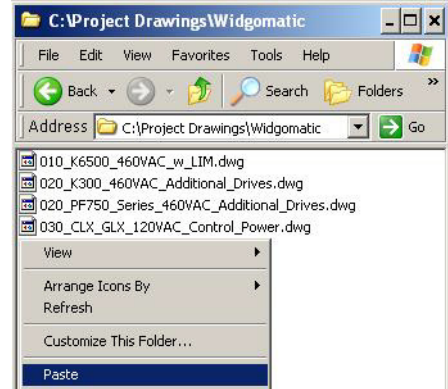 C:\Project Drawings\Widgomatic
File Edit View Favorites Tools Help
Back Search Folders »
Address C:\Project Drawings\Widgomatic Go
010_K6500_460VAC_w_LIM.dwg
020_K300_460VAC_Additional_Drives.dwg
020_PF750_Series_460VAC_Additional_Drives.dwg
030_CLX_GLX_120VAC_Control_Power.dwg
View
Arrange Icons By
Refresh
Customize This Folder...
Paste